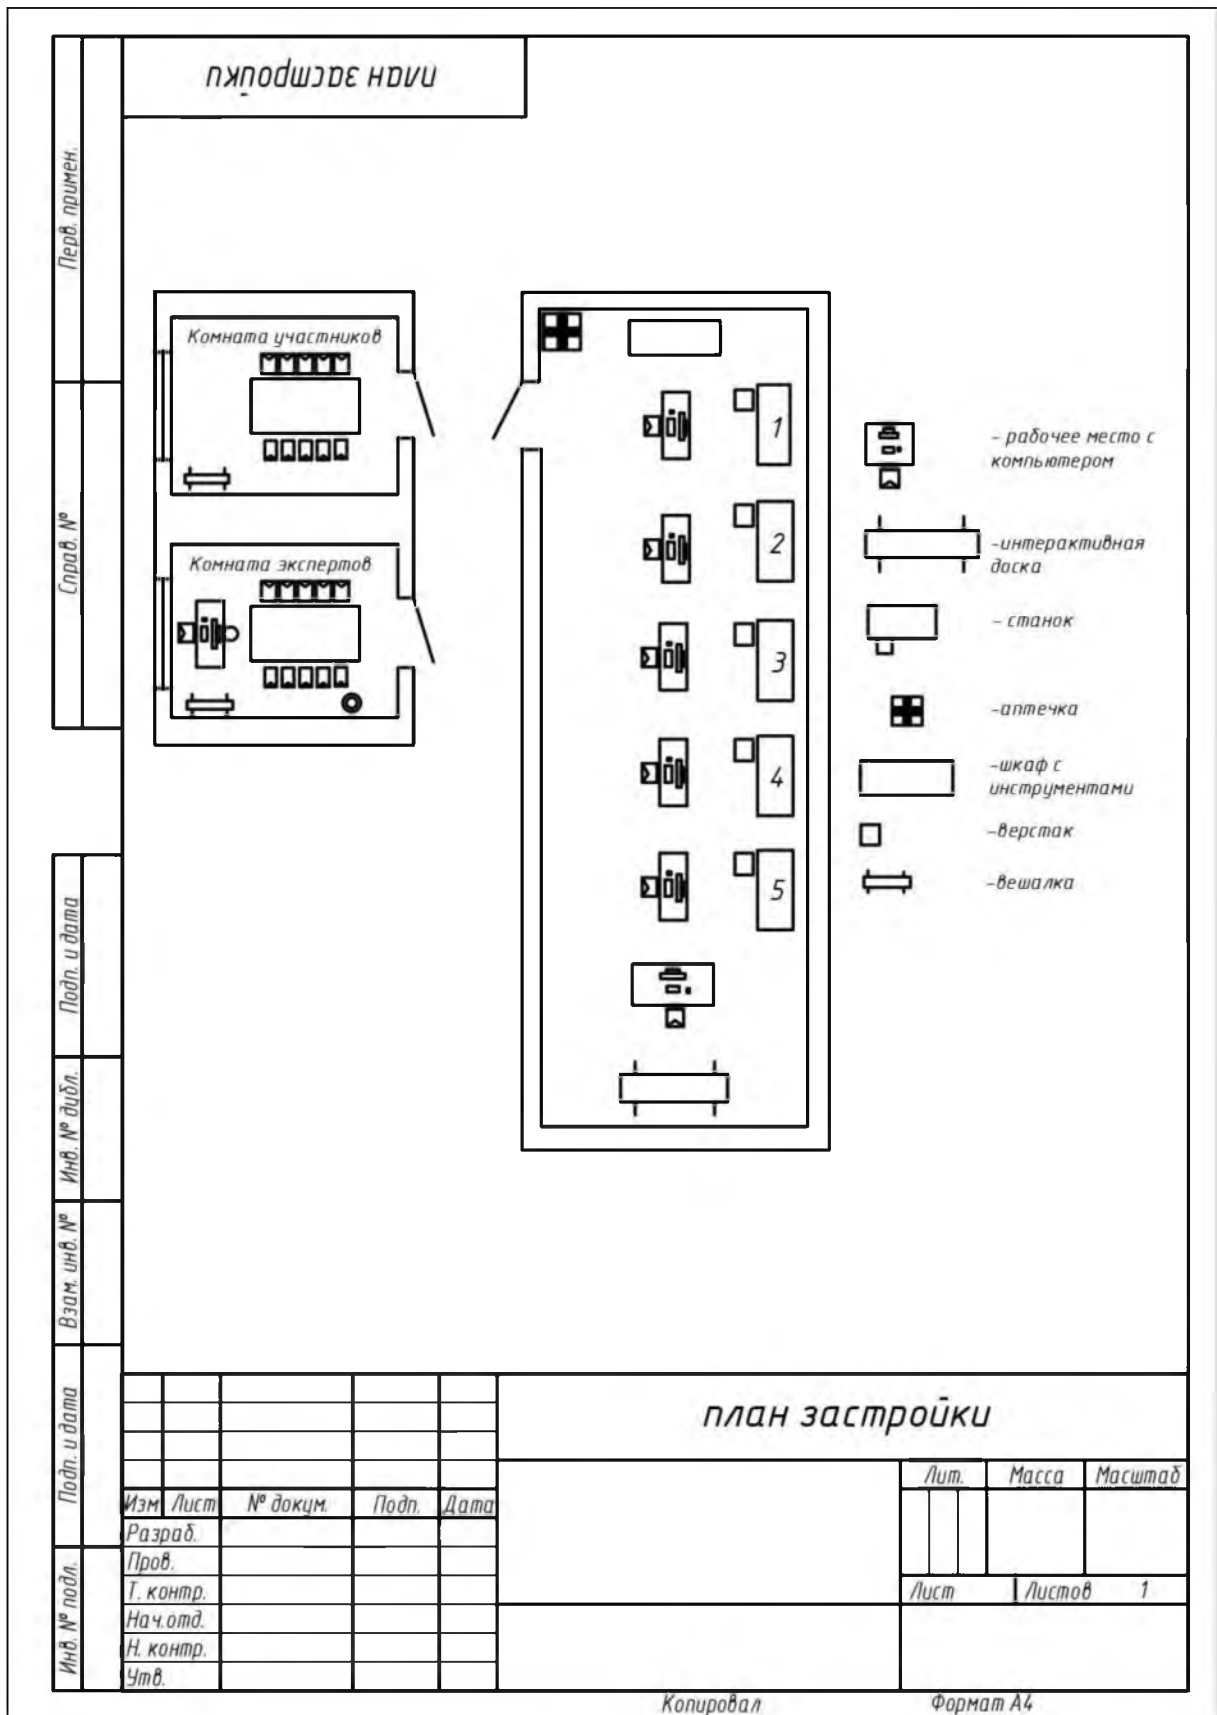 план застройки
Перв. примен.
Справ. №
Подп. и дата
Инв. № дубл.
Взам. инв. №
Подп. и дата
Инв. № подл.
Комната участников
Комната экспертов
1
2
3
4
5
- рабочее место с
компьютером
-интерактивная
доска
- станок
-аптечка
-шкаф с
инструментами
-верстак
-вешалка
план застройки
Лит.
Масса
Масштаб
Изм
Лист
№ докум.
Подп.
Дата
Разраб.
Пров.
Т. контр.
Нач.отд.
Н. контр.
Утв.
Лист
Листов 1
Копировал
Формат А4